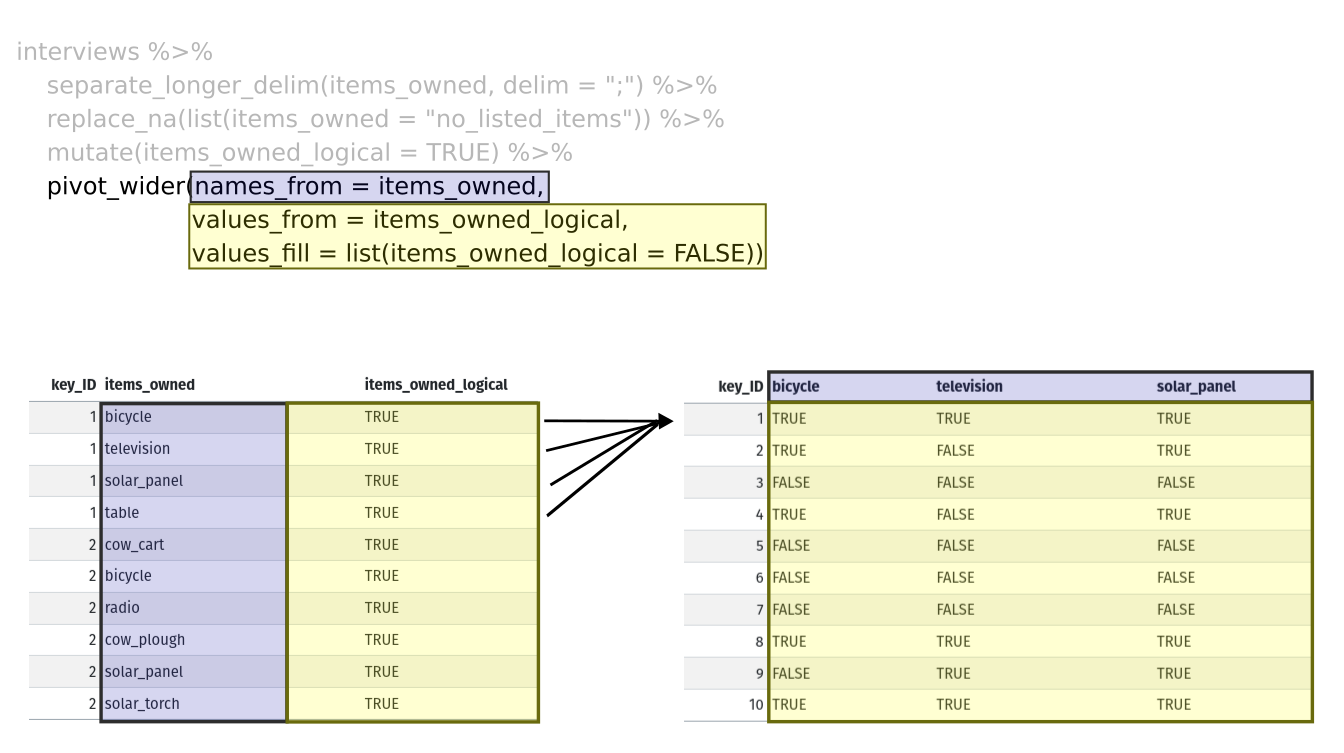 interviews %>%
separate_longer_delim(items_owned, delim = ";") %>%
replace_na(list(items_owned = "no_listed_items")) %>%
mutate(items_owned_logical = TRUE) %>%
pivot_wider(names_from = items_owned,
values_from = items_owned_logical,
values_fill = list(items_owned_logical = FALSE))
key_ID items_owned items_owned_logical
1 bicycle TRUE
1 television TRUE
1 solar_panel TRUE
1 table TRUE
2 cow_cart TRUE
2 bicycle TRUE
2 radio TRUE
2 cow_plough TRUE
2 solar_panel TRUE
2 solar_torch TRUE
key_ID bicycle television solar_panel
1 TRUE TRUE TRUE
2 TRUE FALSE TRUE
3 FALSE FALSE FALSE
4 TRUE FALSE TRUE
5 FALSE FALSE FALSE
6 FALSE FALSE FALSE
7 FALSE FALSE FALSE
8 TRUE TRUE TRUE
9 FALSE TRUE TRUE
10 TRUE TRUE TRUE